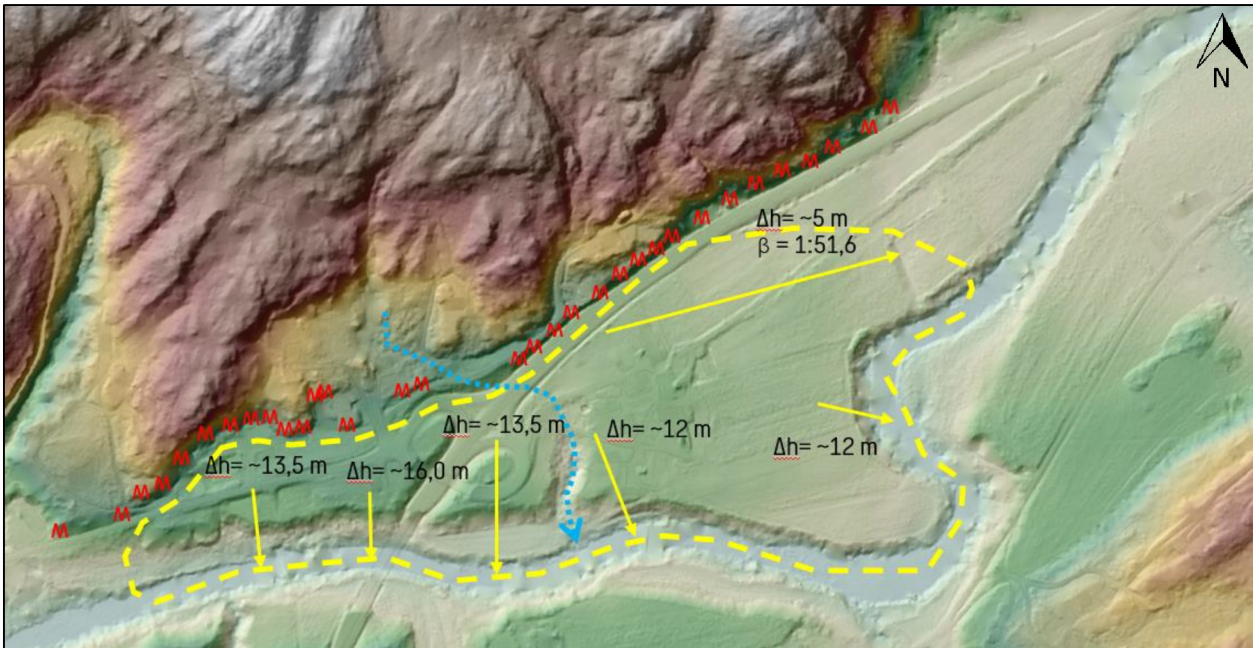 N
Δh= ~5 m
β = 1:51,6
Δh= ~13,5 m
Δh= ~12 m
Δh= ~12 m
Δh= ~13,5 m
Δh= ~16,0 m